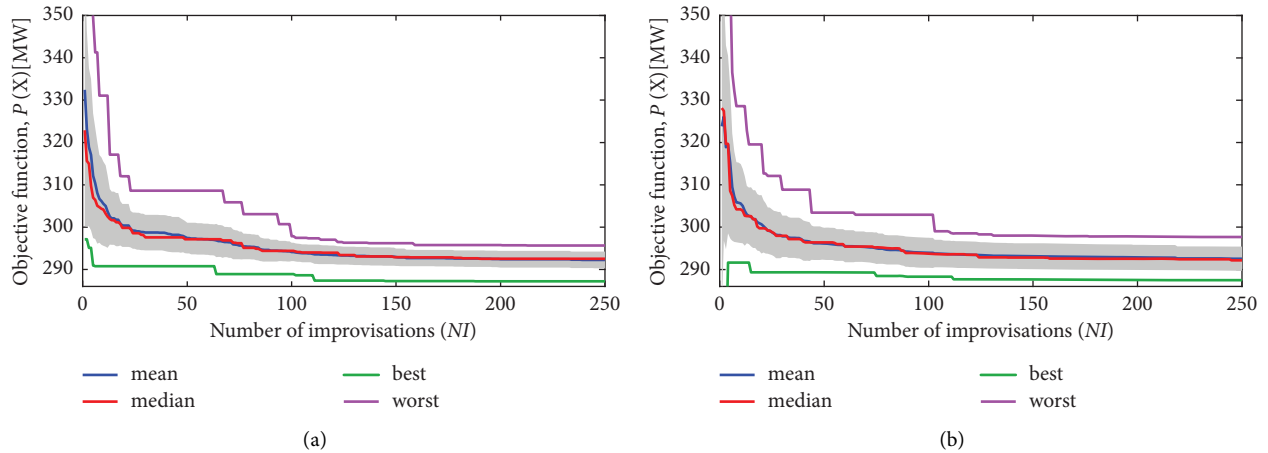 Objective function, P (X) [MW]
350
340
330
320
310
300
290
0
50
100
150
200
250
Number of improvisations (NI)
mean
median
best
worst
(a)
Objective function, P (X) [MW]
350
340
330
320
310
300
290
0
50
100
150
200
250
Number of improvisations (NI)
mean
median
best
worst
(b)